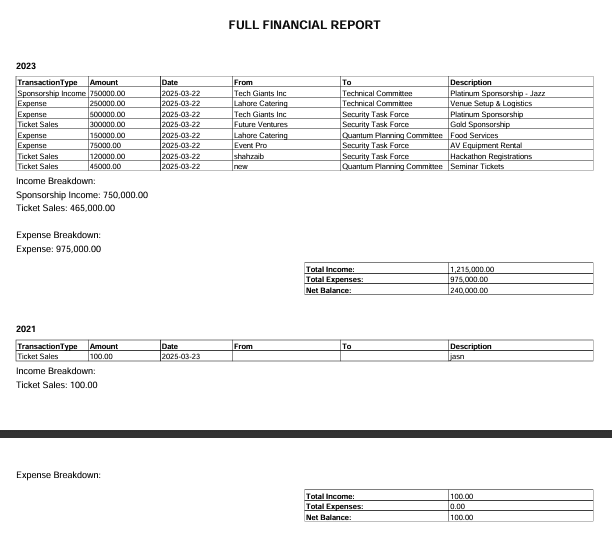 FULL FINANCIAL REPORT
2023
TransactionType Amount Date From To Description
Sponsorship Income 750000.00 2025-03-22 Tech Giants Inc Technical Committee Platinum Sponsorship - Jazz
Expense 250000.00 2025-03-22 Lahore Catering Technical Committee Venue Setup & Logistics
Expense 500000.00 2025-03-22 Tech Giants Inc Security Task Force Platinum Sponsorship
Ticket Sales 300000.00 2025-03-22 Future Ventures Security Task Force Gold Sponsorship
Expense 150000.00 2025-03-22 Lahore Catering Quantum Planning Committee Food Services
Expense 75000.00 2025-03-22 Event Pro Security Task Force AV Equipment Rental
Ticket Sales 120000.00 2025-03-22 shahzaib Security Task Force Hackathon Registrations
Ticket Sales 45000.00 2025-03-22 new Quantum Planning Committee Seminar Tickets
Income Breakdown:
Sponsorship Income: 750,000.00
Ticket Sales: 465,000.00
Expense Breakdown:
Expense: 975,000.00
Total Income: 1,215,000.00
Total Expenses: 975,000.00
Net Balance: 240,000.00
2021
TransactionType Amount Date From To Description
Ticket Sales 100.00 2025-03-23 jasn
Income Breakdown:
Ticket Sales: 100.00
Expense Breakdown:
Total Income: 100.00
Total Expenses: 0.00
Net Balance: 100.00